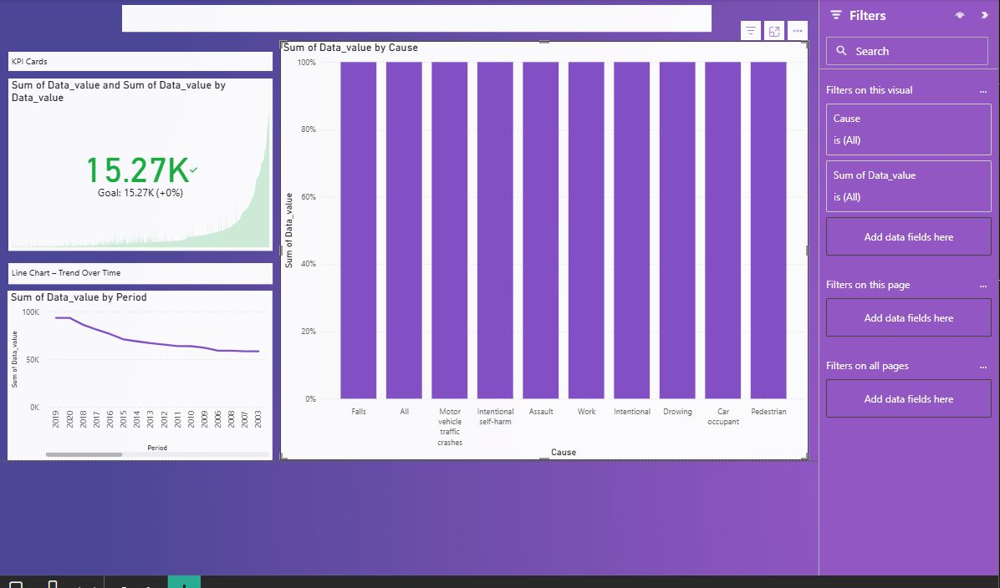 KPI Cards
Sum of Data_value and Sum of Data_value by
Data_value
15.27K
Goal: 15.27K (+0%)
Line Chart – Trend Over Time
Sum of Data_value by Period
100K
50K
0K
Sum of Data_value
2019 2020 2018 2017 2016 2015 2014 2013 2012 2011 2010 2009 2006 2008 2007 2003
Period
Sum of Data_value by Cause
100%
80%
60%
40%
20%
0%
Sum of Data_value
Falls
All
Motor
vehicle
traffic
crashes
Intentional
self-harm
Assault
Work
Intentional
Drowing
Car
occupant
Pedestrian
Cause
Filters
Search
Filters on this visual
...
Cause
is (All)
Sum of Data_value
is (All)
Add data fields here
Filters on this page
...
Add data fields here
Filters on all pages
...
Add data fields here